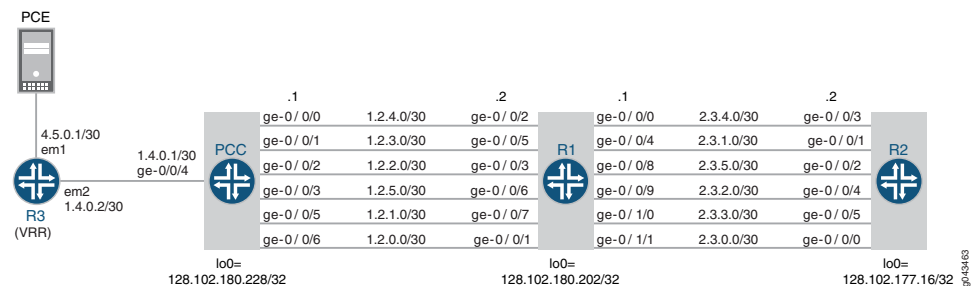 PCE
4.5.0.1/30
em1
1.4.0.1/30
ge-0/0/4
em2
1.4.0.2/30
R3
(VRR)
.1 .2 .1 .2
PCC R1 R2
ge-0/0/0 1.2.4.0/30 ge-0/0/2 ge-0/0/0 2.3.4.0/30 ge-0/0/3
ge-0/0/1 1.2.3.0/30 ge-0/0/5 ge-0/0/4 2.3.1.0/30 ge-0/0/1
ge-0/0/2 1.2.2.0/30 ge-0/0/3 ge-0/0/8 2.3.5.0/30 ge-0/0/2
ge-0/0/3 1.2.5.0/30 ge-0/0/6 ge-0/0/9 2.3.2.0/30 ge-0/0/4
ge-0/0/5 1.2.1.0/30 ge-0/0/7 ge-0/1/0 2.3.3.0/30 ge-0/0/5
ge-0/0/6 1.2.0.0/30 ge-0/0/1 ge-0/1/1 2.3.0.0/30 ge-0/0/0
lo0= lo0= lo0=
128.102.180.228/32 128.102.180.202/32 128.102.177.16/32
g043463